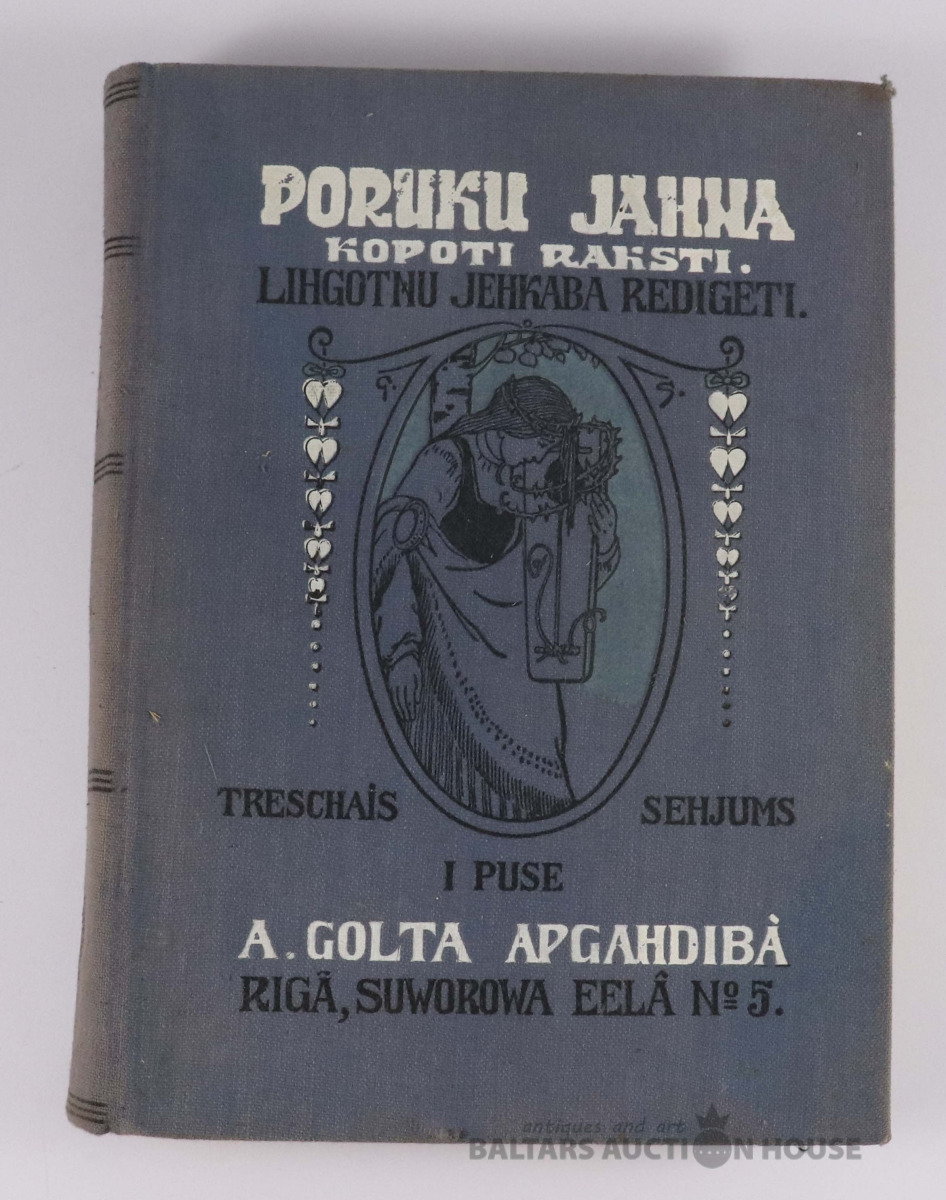 PORUKU JAHNA
KOPOTI RAKSTI.
LIHGOTNU JEHKABA REDIGETI.
G. S.
TRESCHAIS SEHJUMS
I PUSE
A. GOLTA APGAHDIBÀ
RIGÂ, SUWOROWA EELÂ Nº 5.
antiques and art
BALTARS AUCTION HOUSE